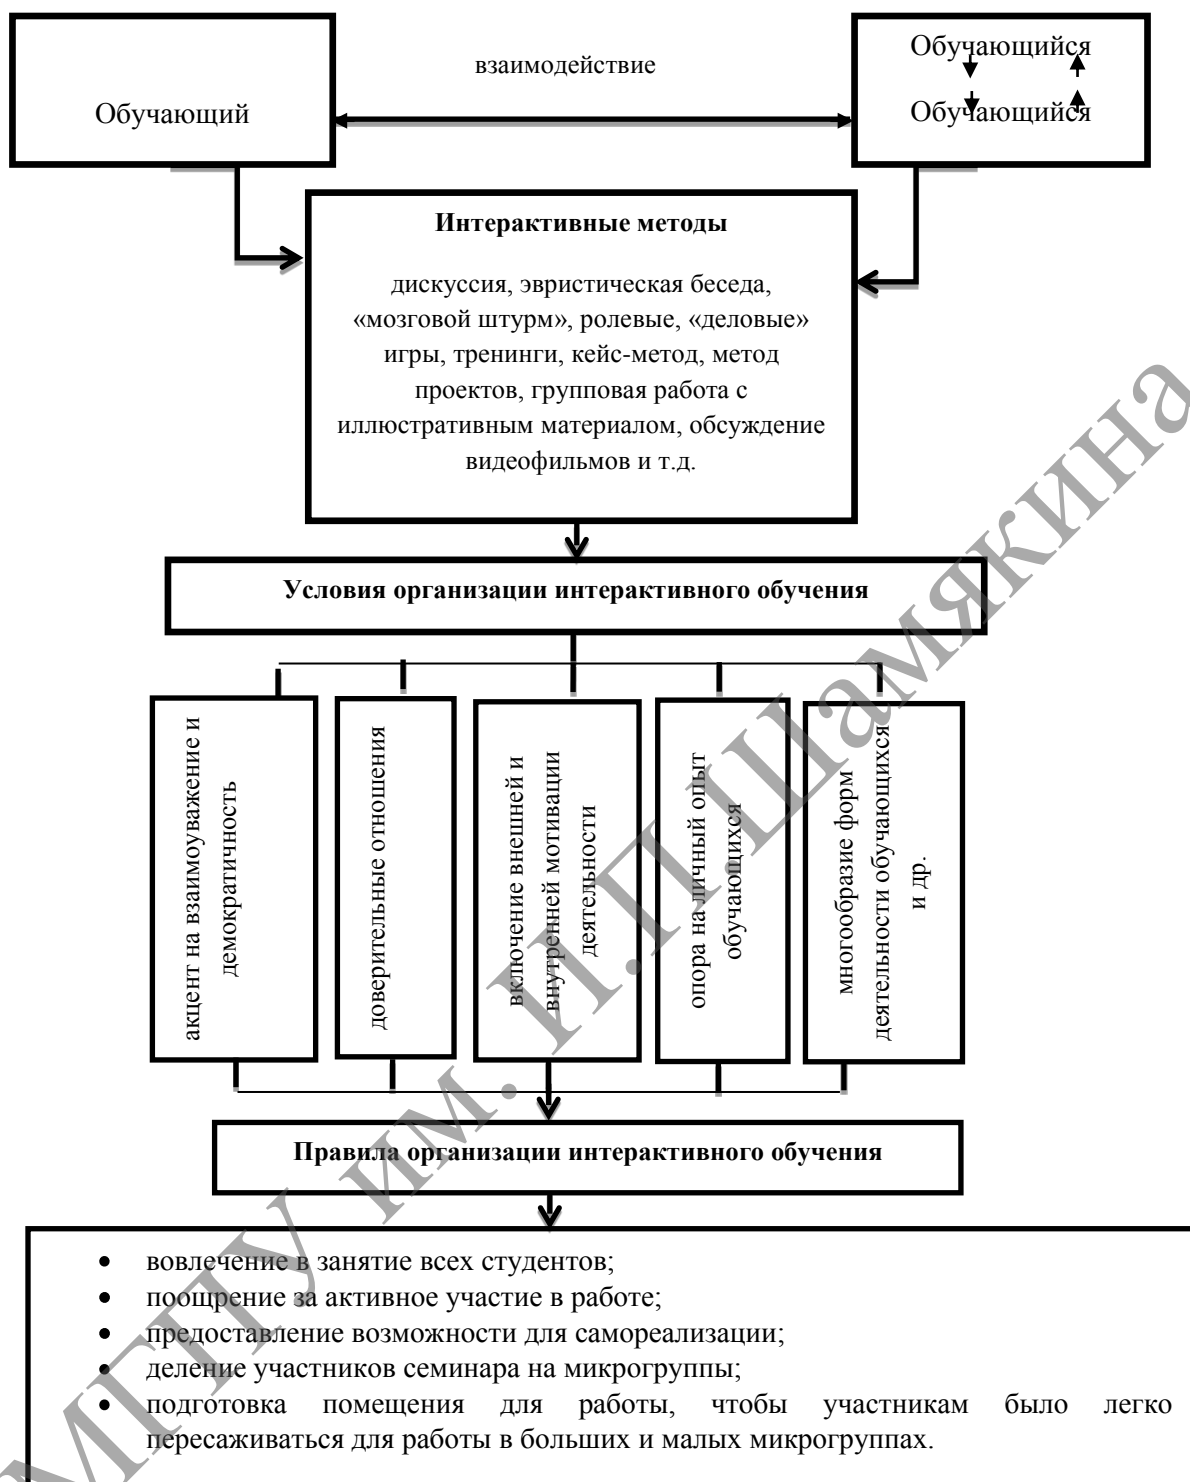 взаимодействие
Обучающий
Обучающийся
Обучающийся
Интерактивные методы
дискуссия, эвристическая беседа,
«мозговой штурм», ролевые, «деловые»
игры, тренинги, кейс-метод, метод
проектов, групповая работа с
иллюстративным материалом, обсуждение
видеофильмов и т.д.
Условия организации интерактивного обучения
акцент на взаимоуважение и
демократичность
доверительные отношения
включение внешней и
внутренней мотивации
деятельности
опора на личный опыт
обучающихся
многообразие форм
деятельности обучающихся
и др.
Правила организации интерактивного обучения
• вовлечение в занятие всех студентов;
• поощрение за активное участие в работе;
• предоставление возможности для самореализации;
• деление участников семинара на микрогруппы;
• подготовка помещения для работы, чтобы участникам было легко
пересаживаться для работы в больших и малых микрогруппах.
МГПУ им. И.П.Шамякина